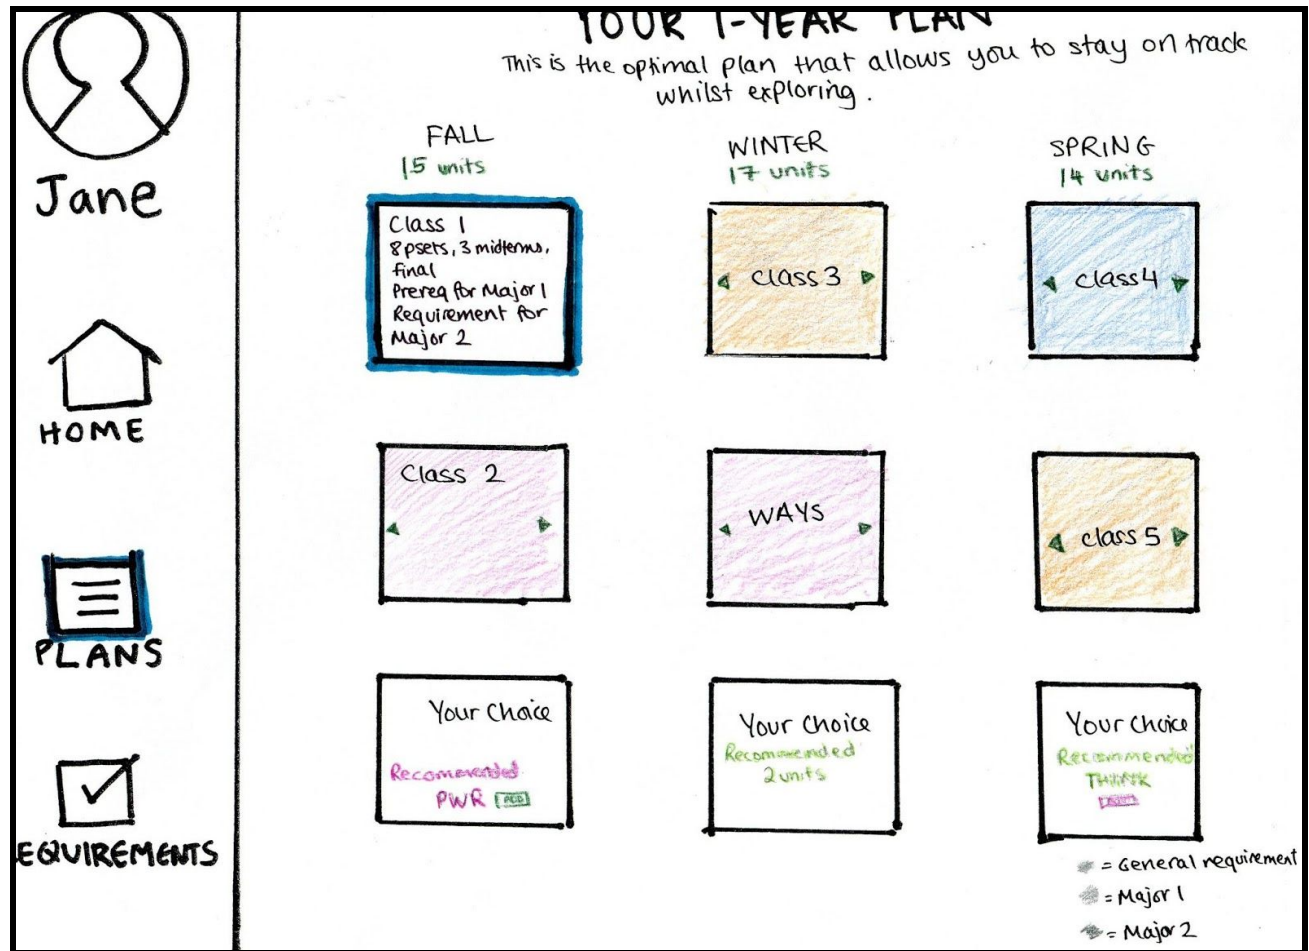 YOUR 1-YEAR PLAN
This is the optimal plan that allows you to stay on track
whilst exploring.
Jane
HOME
PLANS
EQUIREMENTS
FALL
15 units
Class 1
8 psets, 3 midterms,
final
Prereq for Major 1
Requirement for
Major 2
Class 2
Your Choice
Recommended
PWR ADD
WINTER
17 units
Class 3
WAYS
Your Choice
Recommended
2 units
SPRING
14 units
Class 4
Class 5
Your Choice
Recommended
THINK
= General requirement
= Major 1
= Major 2